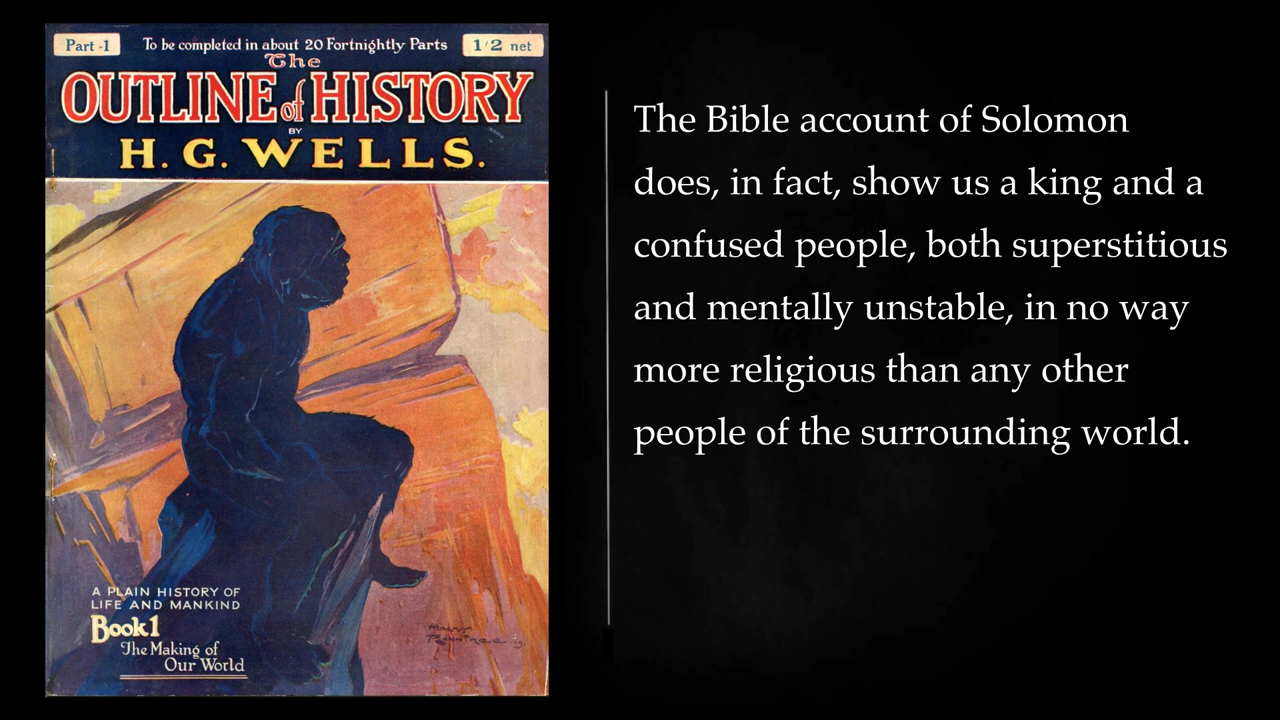 Part -1
To be completed in about 20 Fortnightly Parts
1/2 net
The
OUTLINE of HISTORY
BY
H. G. WELLS.
A PLAIN HISTORY OF
LIFE AND MANKIND
Book 1
The Making of
Our World
The Bible account of Solomon
does, in fact, show us a king and a
confused people, both superstitious
and mentally unstable, in no way
more religious than any other
people of the surrounding world.